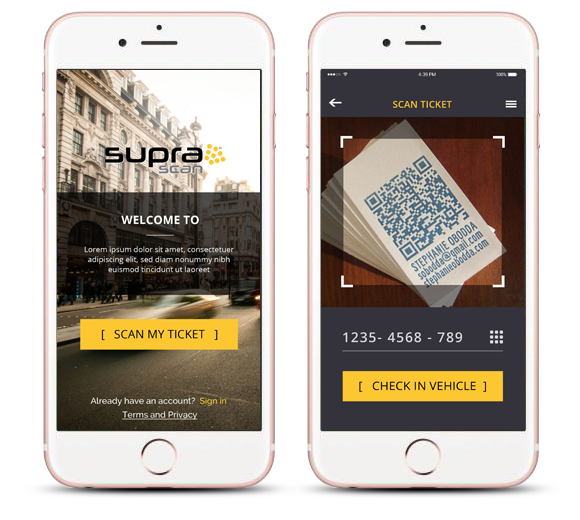 supra
scan
WELCOME TO
Lorem ipsum dolor sit amet, consectetuer
adipiscing elit, sed diam nonummy nibh
euismod tincidunt ut laoreet
[ SCAN MY TICKET ]
Already have an account? Sign in
Terms and Privacy
4:39 PM
100%
SCAN TICKET
STEPHANIE OBODDA
sobodda@gmail.com
stephanieobodda.com
1235- 4568 - 789
[ CHECK IN VEHICLE ]